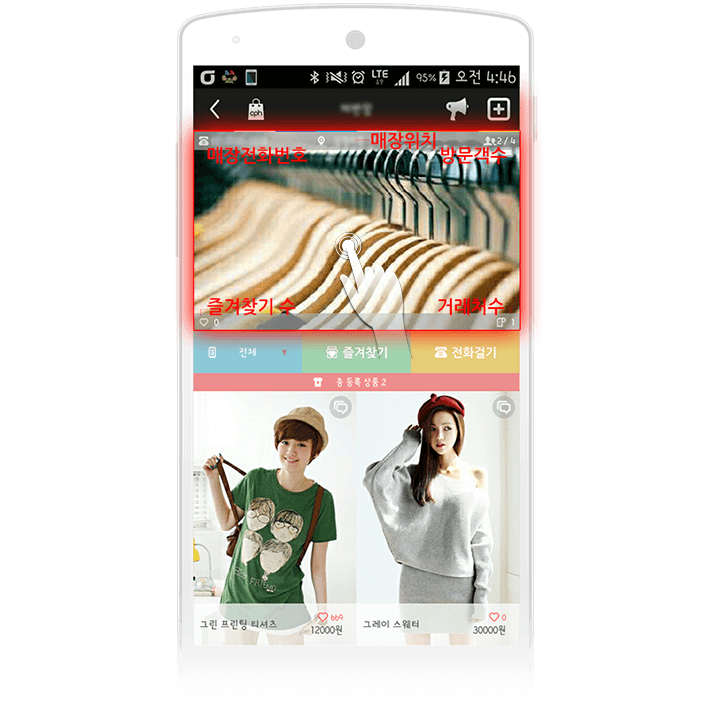 LTE 95% 오전 4:46
cph
매장위치
2 / 4
매장전화번호
방문객수
즐겨찾기 수
거래처수
0
1
전체
즐겨찾기
전화걸기
총 등록 상품 2
FRIEND
669
그린 프린팅 티셔츠
12000원
0
그레이 스웨터
30000원